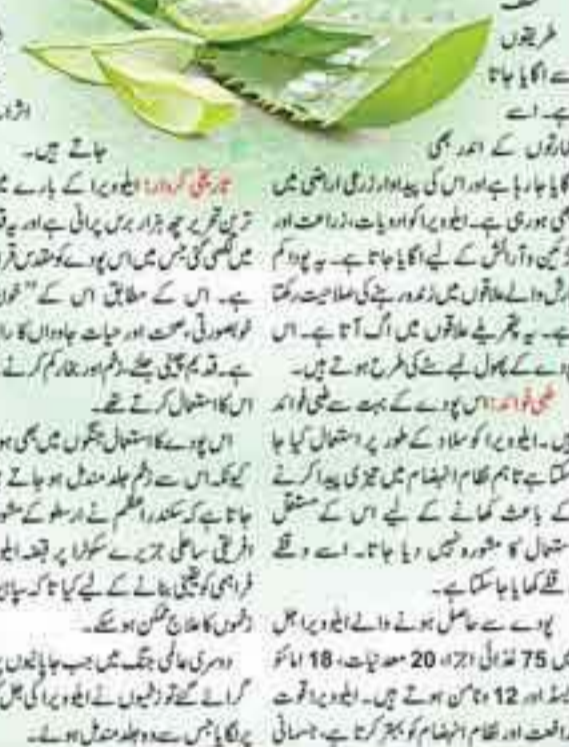 طریقوں
سے اگایا جاتا
ہے۔ اسے
عمارتوں کے اندر بھی
اگایا جا رہا ہے اور اس کی پیداوار زرعی اراضی میں
بھی ہو رہی ہے۔ ایلوویرا کو ادویات، زراعت اور
تزئین و آرائش کے لیے اگایا جاتا ہے۔ یہ پودا کم
بارش والے علاقوں میں زندہ رہنے کی صلاحیت رکھتا
ہے۔ یہ پتھریلے علاقوں میں اگ آتا ہے۔ اس
پودے کے پھول لمبے سٹے کی طرح ہوتے ہیں۔
طبی فوائد: اس پودے کے بہت سے طبی فوائد
ہیں۔ ایلوویرا کو سلاد کے طور پر استعمال کیا جا
سکتا ہے تاہم نظام انہضام میں تیزی پیدا کرنے
کے باعث کھانے کے لیے اس کے مستقل
استعمال کا مشورہ نہیں دیا جاتا۔ اسے وقفے
وقفے کھایا جا سکتا ہے۔
پودے سے حاصل ہونے والے ایلوویرا جل
میں 75 غذائی اجزا، 20 معدنیات، 18 امائنو
ایسڈ اور 12 وٹامن ہوتے ہیں۔ ایلوویرا قوت
مدافعت اور نظام انہضام کو بہتر کرتا ہے، جسمانی
جاتے ہیں۔
تاریخی کردار: ایلوویرا کے بارے میں
ترین تحریر چھ ہزار برس پرانی ہے اور یہ
میں لکھی گئی جس میں اس پودے کو مقدس قرار
ہے۔ اس کے مطابق اس کے "خون
خوبصورتی، صحت اور حیات جاوداں کا
ہے۔ قدیم چینی جلنے، زخم اور بخار کم کرنے
اس کا استعمال کرتے تھے۔
اس پودے کا استعمال جنگوں میں بھی ہو
کیونکہ اس سے زخم جلد مندمل ہو جاتے
جاتا ہے کہ سکندر اعظم نے ارسطو کے
افریقی ساحلی جزیرے سکوٹرا پر قبضہ
فراہمی کو یقینی بنانے کے لیے کیا تاکہ
زخموں کا علاج ممکن ہو سکے۔
دوسری عالمی جنگ میں جب جاپانیوں
گرائے گئے تو زخمیوں نے ایلوویرا کی جل
پر لگایا جس سے وہ جلد مندمل ہوئے۔